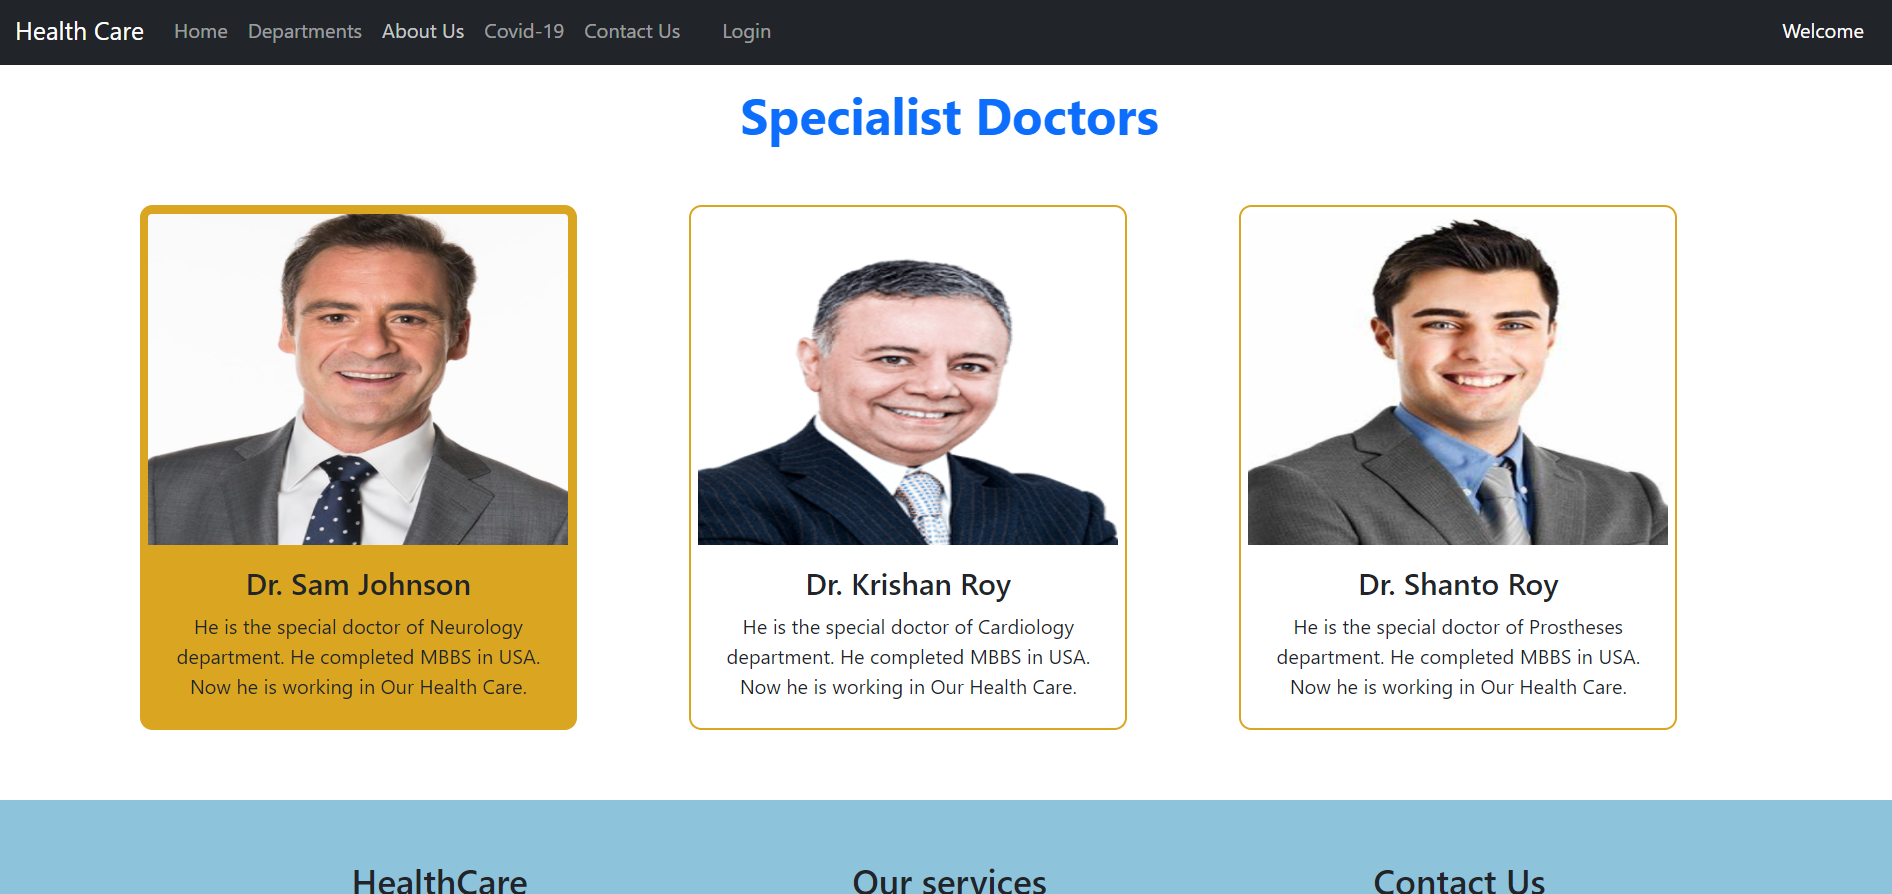 Health Care Home Departments About Us Covid-19 Contact Us Login Welcome
Specialist Doctors
Dr. Sam Johnson
He is the special doctor of Neurology
department. He completed MBBS in USA.
Now he is working in Our Health Care.
Dr. Krishan Roy
He is the special doctor of Cardiology
department. He completed MBBS in USA.
Now he is working in Our Health Care.
Dr. Shanto Roy
He is the special doctor of Prostheses
department. He completed MBBS in USA.
Now he is working in Our Health Care.
HealthCare
Our services
Contact Us